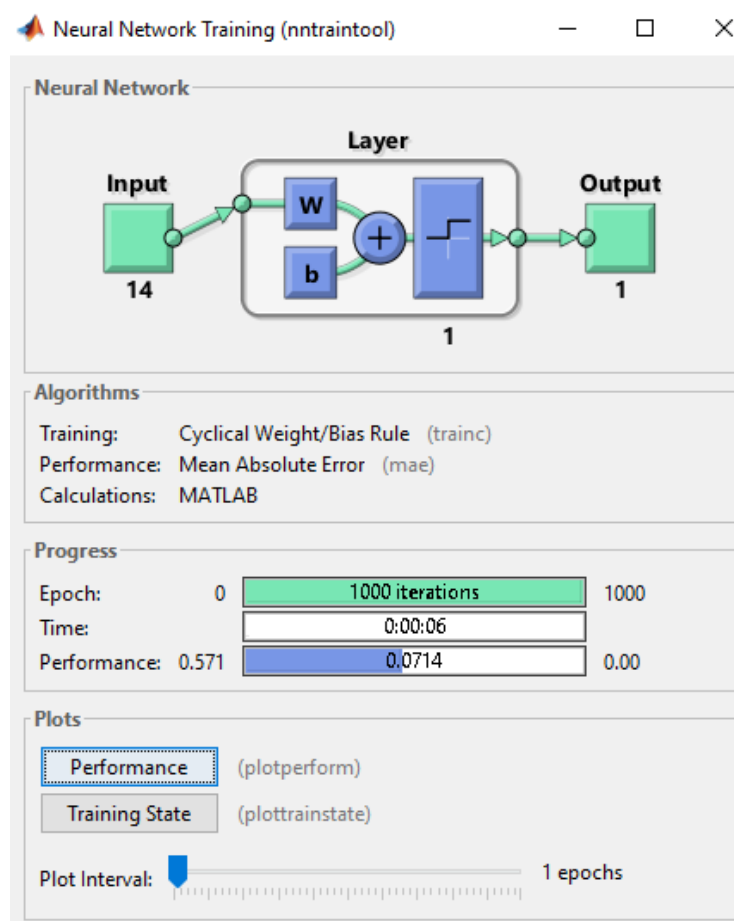 Neural Network Training (nntraintool)
Neural Network
Layer
Input
Output
W
b
14
1
1
Algorithms
Training: Cyclical Weight/Bias Rule (trainc)
Performance: Mean Absolute Error (mae)
Calculations: MATLAB
Progress
Epoch: 0 1000 iterations 1000
Time: 0:00:06
Performance: 0.571 0.0714 0.00
Plots
Performance (plotperform)
Training State (plottrainstate)
Plot Interval: 1 epochs